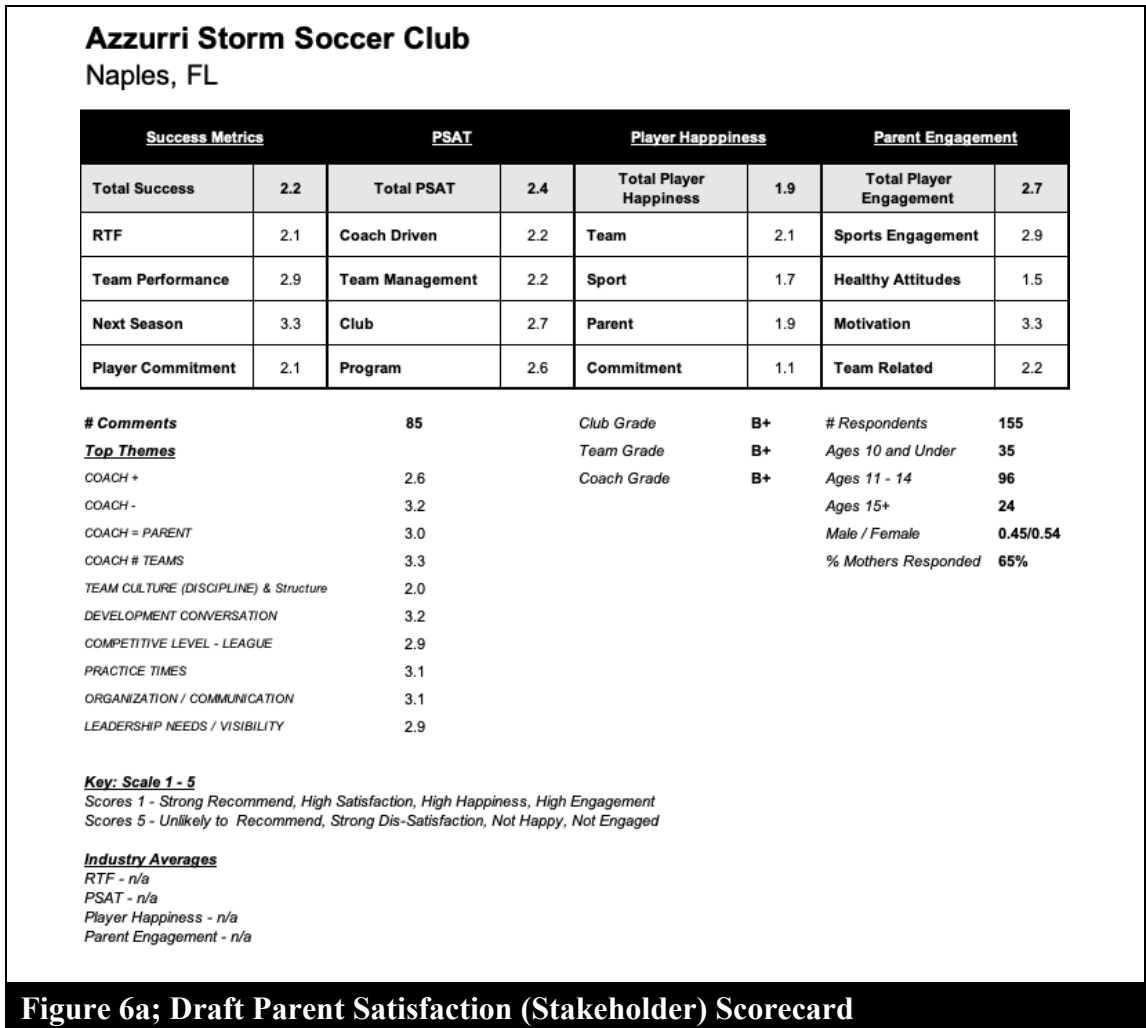 Azzurri Storm Soccer Club
Naples, FL
Success Metrics PSAT Player Happpiness Parent Engagement
Total Success 2.2 Total PSAT 2.4 Total Player Happiness 1.9 Total Player Engagement 2.7
RTF 2.1 Coach Driven 2.2 Team 2.1 Sports Engagement 2.9
Team Performance 2.9 Team Management 2.2 Sport 1.7 Healthy Attitudes 1.5
Next Season 3.3 Club 2.7 Parent 1.9 Motivation 3.3
Player Commitment 2.1 Program 2.6 Commitment 1.1 Team Related 2.2
# Comments 85 Club Grade B+ # Respondents 155
Top Themes Team Grade B+ Ages 10 and Under 35
COACH + 2.6 Coach Grade B+ Ages 11 - 14 96
COACH - 3.2 Ages 15+ 24
COACH = PARENT 3.0 Male / Female 0.45/0.54
COACH # TEAMS 3.3 % Mothers Responded 65%
TEAM CULTURE (DISCIPLINE) & Structure 2.0
DEVELOPMENT CONVERSATION 3.2
COMPETITIVE LEVEL - LEAGUE 2.9
PRACTICE TIMES 3.1
ORGANIZATION / COMMUNICATION 3.1
LEADERSHIP NEEDS / VISIBILITY 2.9
Key: Scale 1 - 5
Scores 1 - Strong Recommend, High Satisfaction, High Happiness, High Engagement
Scores 5 - Unlikely to Recommend, Strong Dis-Satisfaction, Not Happy, Not Engaged
Industry Averages
RTF - n/a
PSAT - n/a
Player Happiness - n/a
Parent Engagement - n/a
Figure 6a; Draft Parent Satisfaction (Stakeholder) Scorecard